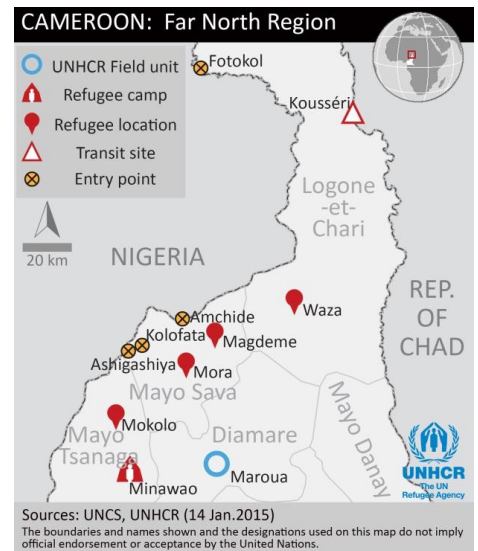 CAMEROON: Far North Region
UNHCR Field unit
Refugee camp
Refugee location
Transit site
Entry point
20 km
Fotokol
Kousséri
Logone
-et-
Chari
NIGERIA
REP.
OF
CHAD
Waza
Amchide
Kolofata
Magdeme
Ashigashiya
Mora
Mayo Sava
Mokolo
Mayo
Tsanaga
Diamare
Mayo Danay
Minawao
Maroua
UNHCR
The UN
Refugee Agency
Sources: UNCS, UNHCR (14 Jan.2015)
The boundaries and names shown and the designations used on this map do not imply
official endorsement or acceptance by the United Nations.